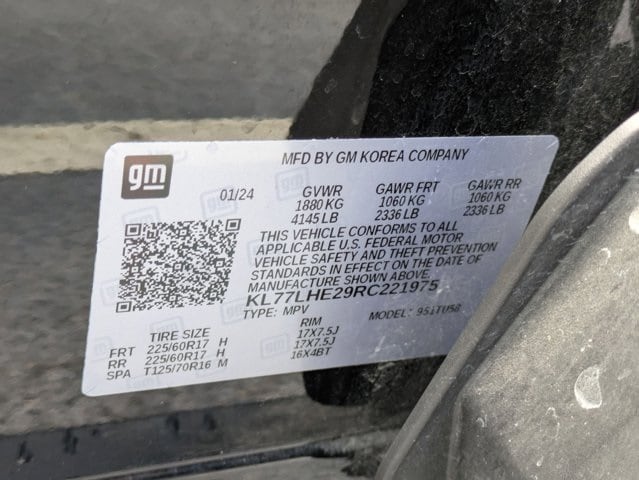 gm
MFD BY GM KOREA COMPANY
01/24 GVWR GAWR FRT GAWR RR
1880 KG 1060 KG 1060 KG
4145 LB 2336 LB 2336 LB
THIS VEHICLE CONFORMS TO ALL
APPLICABLE U.S. FEDERAL MOTOR
VEHICLE SAFETY AND THEFT PREVENTION
STANDARDS IN EFFECT ON THE DATE OF
MANUFACTURE SHOWN ABOVE.
KL77LHE29RC221975
TYPE: MPV MODEL: 9S1TU58
TIRE SIZE RIM
FRT 225/60R17 H 17X7.5J
RR 225/60R17 H 17X7.5J
SPA T125/70R16 M 16X4BT